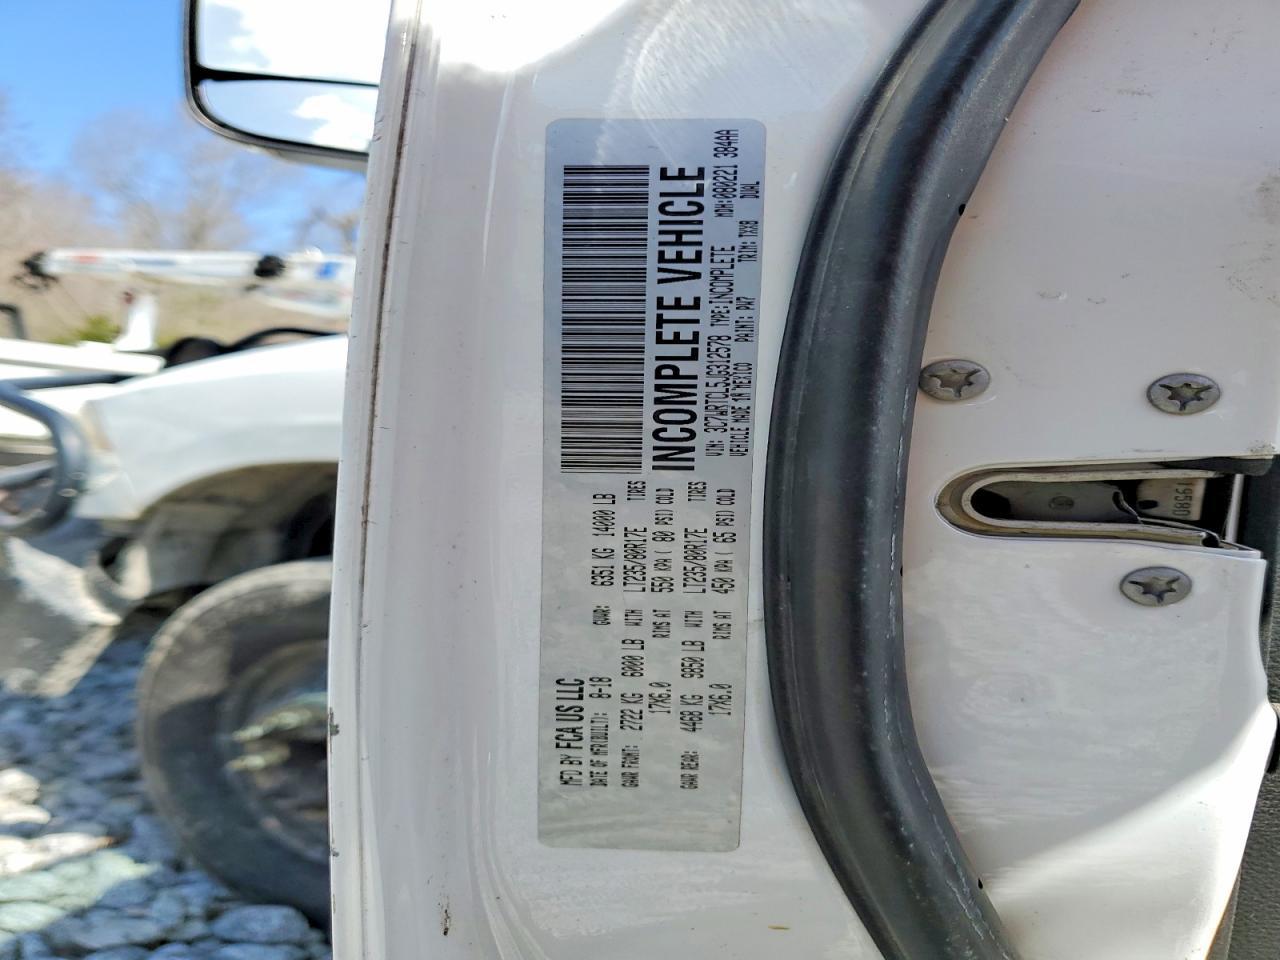 MFD BY FCA US LLC
DATE OF MFR(BUILT): 8-18 GVWR: 6351 KG 14000 LB
GAWR FRONT: 2722 KG 6000 LB WITH LT235/80R17E TIRES
17X6.0 RIMS AT 550 KPA( 80 PSI) COLD
GAWR REAR: 4468 KG 9850 LB WITH LT235/80R17E TIRES
17X6.0 RIMS AT 450 KPA( 65 PSI) COLD
INCOMPLETE VEHICLE
VIN: 3C7WRTCL5JG312578 TYPE:INCOMPLETE MDH:080221 384AA
VEHICLE MADE IN MEXICO PAINT: PW7 TRIM: TXX8 DUAL
19580